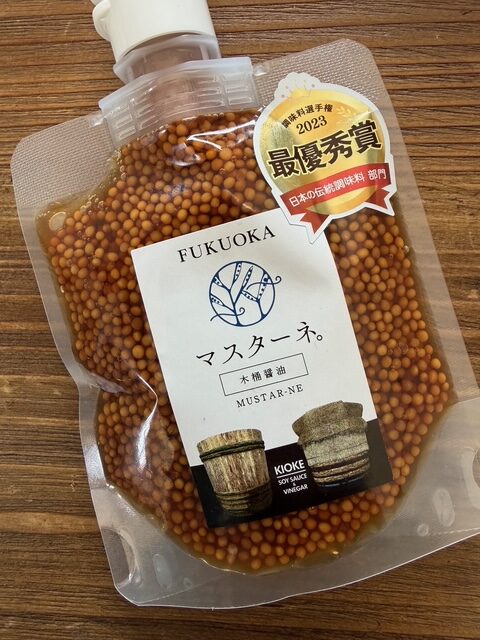 調味料選手権
2023
最優秀賞
日本の伝統調味料 部門
FUKUOKA
マスターネ。
木桶醤油
MUSTAR-NE
KIOKE
SOY SAUCE
+
VINEGAR